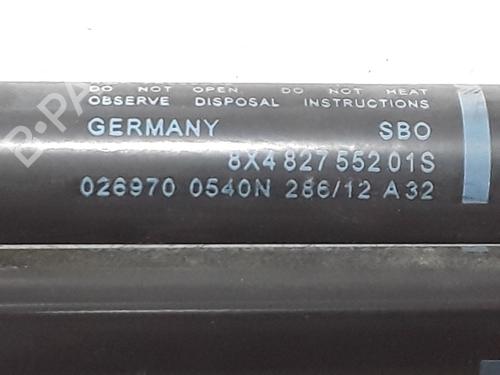 DO NOT OPEN. DO NOT HEAT
OBSERVE DISPOSAL INSTRUCTIONS
GERMANY SBO
8X4 827 552 01S
026970 0540N 286/12 A32
B-PA